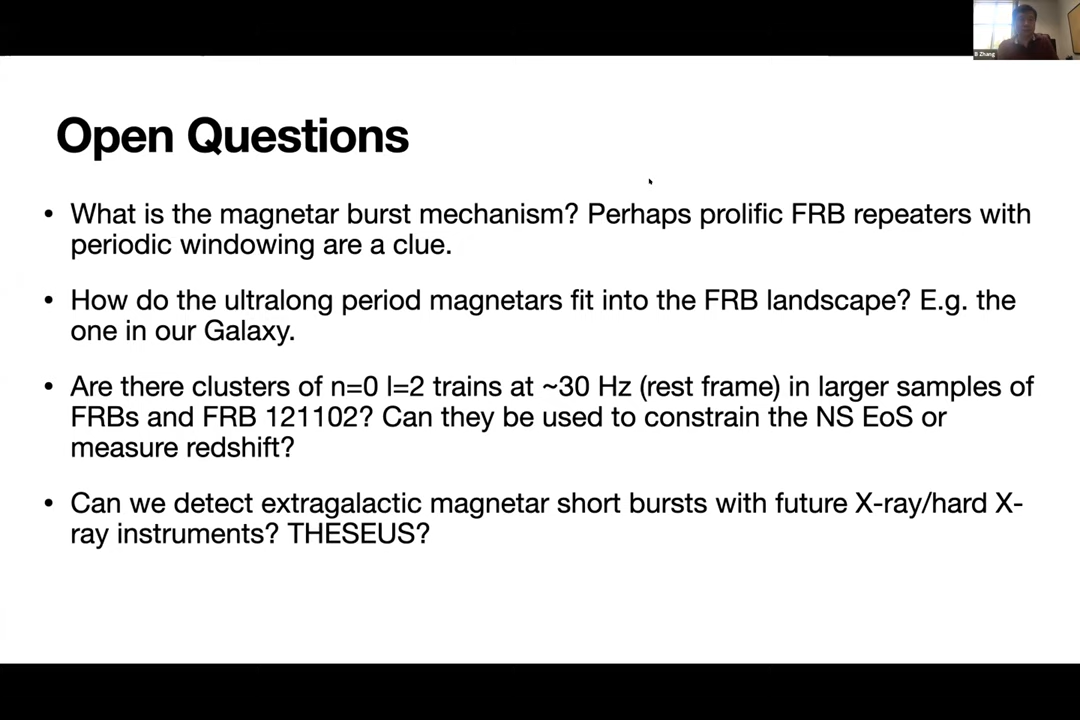 B Zhang
Open Questions
• What is the magnetar burst mechanism? Perhaps prolific FRB repeaters with
periodic windowing are a clue.
• How do the ultralong period magnetars fit into the FRB landscape? E.g. the
one in our Galaxy.
• Are there clusters of n=0 l=2 trains at ~30 Hz (rest frame) in larger samples of
FRBs and FRB 121102? Can they be used to constrain the NS EoS or
measure redshift?
• Can we detect extragalactic magnetar short bursts with future X-ray/hard X-
ray instruments? THESEUS?